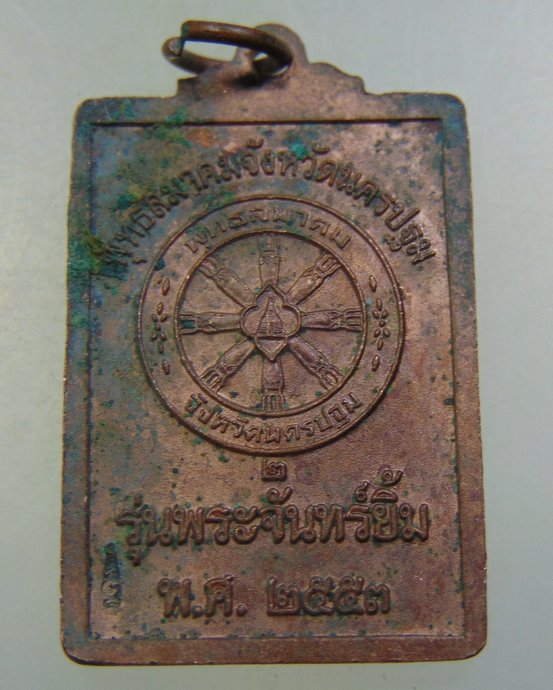 พุทธสมาคมจังหวัดนครปฐม
พุทธสมาคม
จังหวัดนครปฐม
๒
รุ่นพระจันทร์ยิ้ม
พ.ศ. ๒๕๕๓